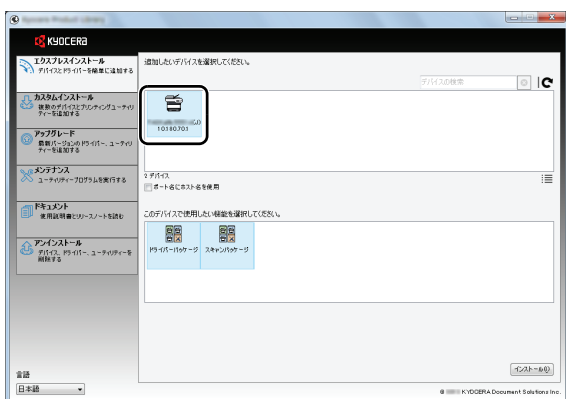 Kyocera Product Library
KYOCERA
エクスプレスインストール
デバイスとドライバーを簡単に追加する
カスタムインストール
複数のデバイスとプリンティングユーティリ
ティーを追加する
アップグレード
最新バージョンのドライバー、ユーティリ
ティーを追加する
メンテナンス
ユーティリティープログラムを実行する
ドキュメント
使用説明書とリリースノートを読む
アンインストール
デバイス、ドライバー、ユーティリティーを
削除する
言語
日本語
追加したいデバイスを選択してください。
デバイスの検索
10.180.70.1
2 デバイス
ポート名にホスト名を使用
このデバイスで使用したい機能を選択してください。
ドライバーパッケージ スキャンパッケージ
インストール(I)
© KYOCERA Document Solutions Inc.